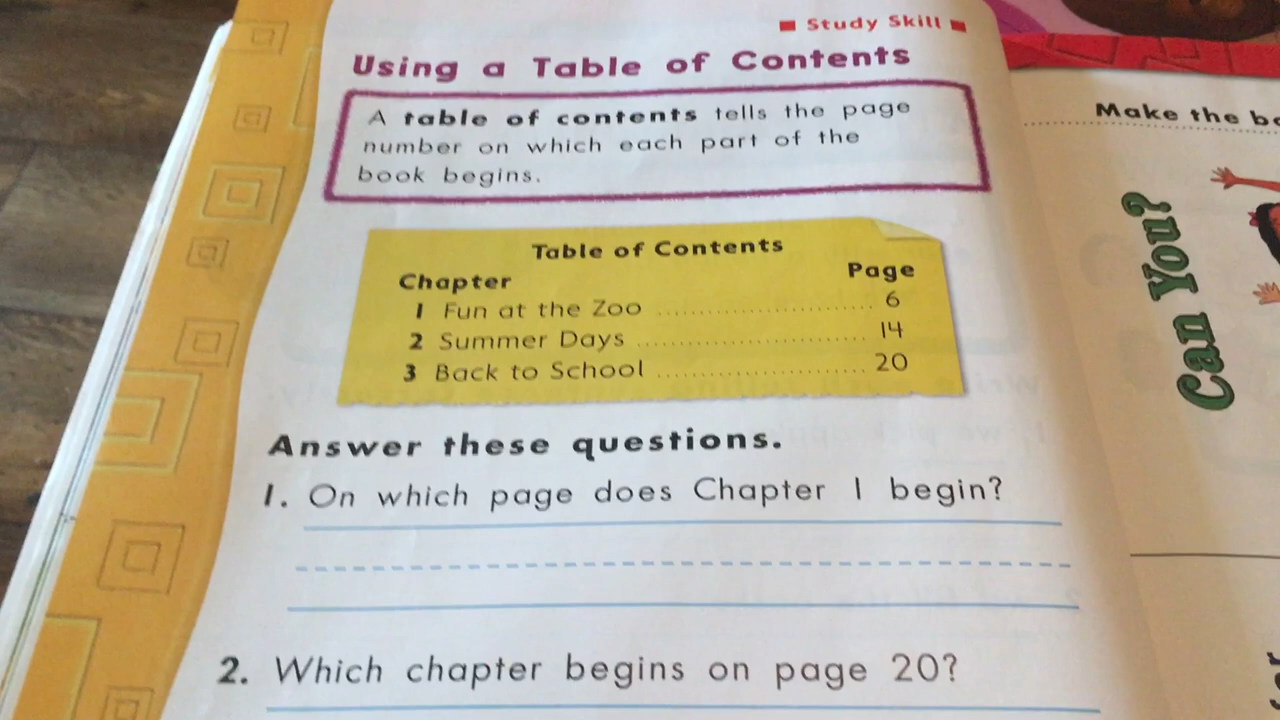 Study Skill
Using a Table of Contents
A table of contents tells the page
number on which each part of the
book begins.
Table of Contents
Chapter Page
1 Fun at the Zoo ........................ 6
2 Summer Days ........................ 14
3 Back to School ........................ 20
Answer these questions.
1. On which page does Chapter 1 begin?
2. Which chapter begins on page 20?
Make the
Can You?